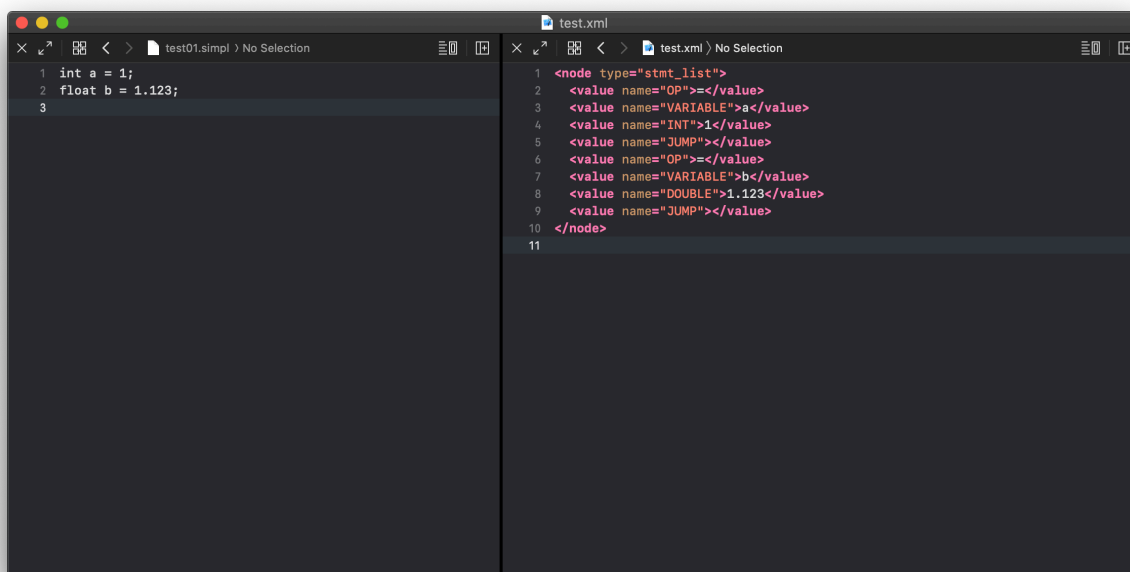 test.xml
test01.simpl 〉No Selection
test.xml 〉No Selection
1 int a = 1;
2 float b = 1.123;
3
1 <node type="stmt_list">
2   <value name="OP">=</value>
3   <value name="VARIABLE">a</value>
4   <value name="INT">1</value>
5   <value name="JUMP"></value>
6   <value name="OP">=</value>
7   <value name="VARIABLE">b</value>
8   <value name="DOUBLE">1.123</value>
9   <value name="JUMP"></value>
10 </node>
11